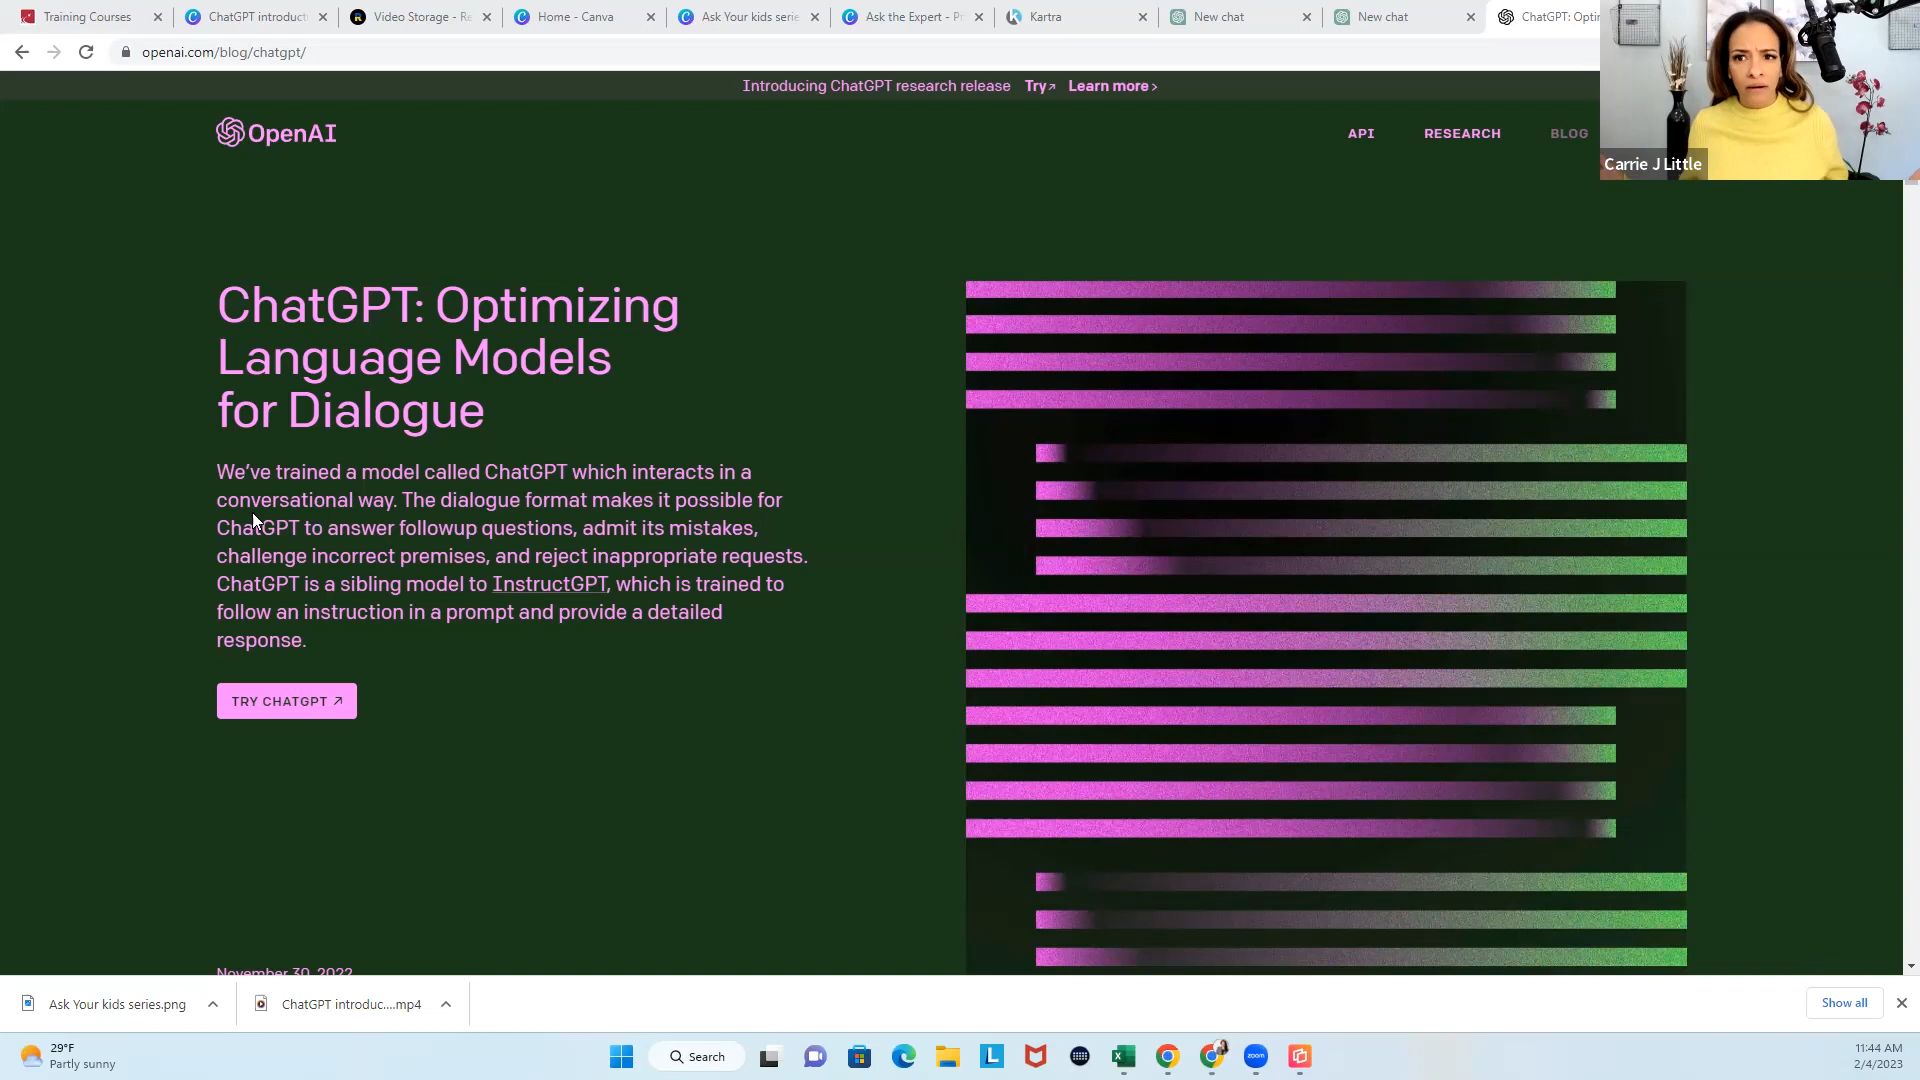 Training Courses
ChatGPT introduct
Video Storage - Re
Home - Canva
Ask Your kids serie
Ask the Expert - Pr
Kartra
New chat
New chat
ChatGPT: Opti
openai.com/blog/chatgpt/
Introducing ChatGPT research release Try↗ Learn more ›
OpenAI
API
RESEARCH
BLOG
Carrie J Little
ChatGPT: Optimizing
Language Models
for Dialogue
We've trained a model called ChatGPT which interacts in a
conversational way. The dialogue format makes it possible for
ChatGPT to answer followup questions, admit its mistakes,
challenge incorrect premises, and reject inappropriate requests.
ChatGPT is a sibling model to InstructGPT, which is trained to
follow an instruction in a prompt and provide a detailed
response.
TRY CHATGPT ↗
November 30, 2022
Ask Your kids series.png
ChatGPT introduc....mp4
Show all
29°F
Partly sunny
Search
L
zoom
11:44 AM
2/4/2023